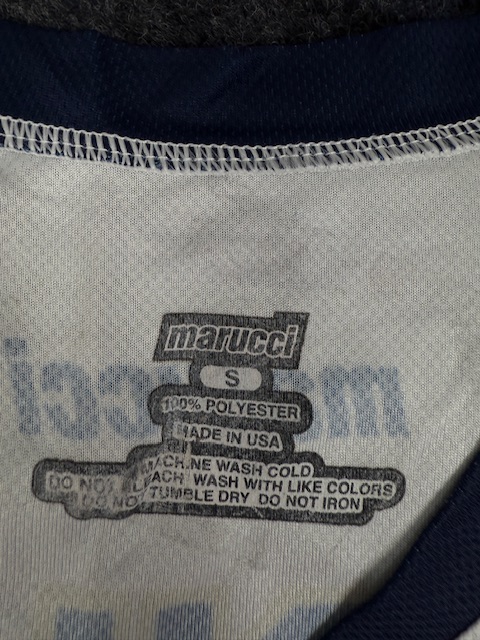 marucci
S
100% POLYESTER
MADE IN USA
MACHINE WASH COLD
DO NOT BLEACH WASH WITH LIKE COLORS
DO NOT TUMBLE DRY DO NOT IRON
marucci